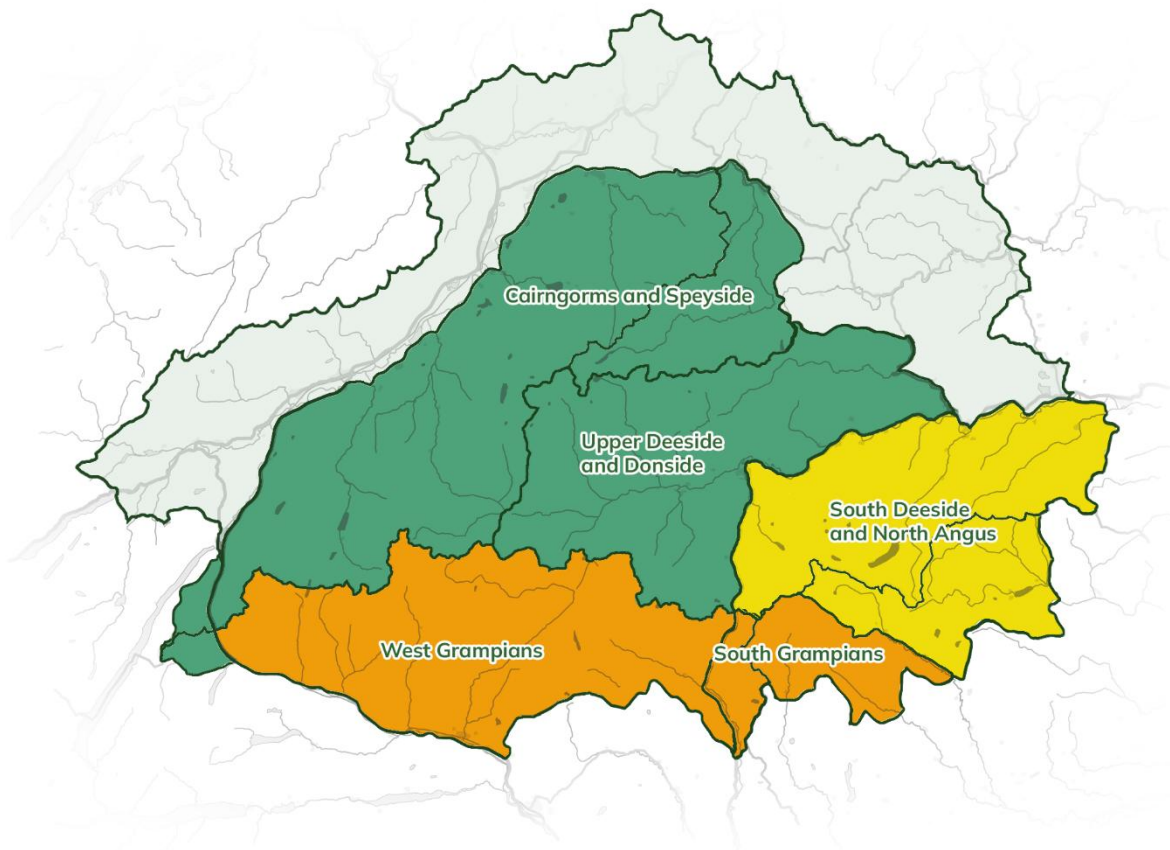 Cairngorms and Speyside
Upper Deeside
and Donside
South Deeside
and North Angus
West Grampians
South Grampians